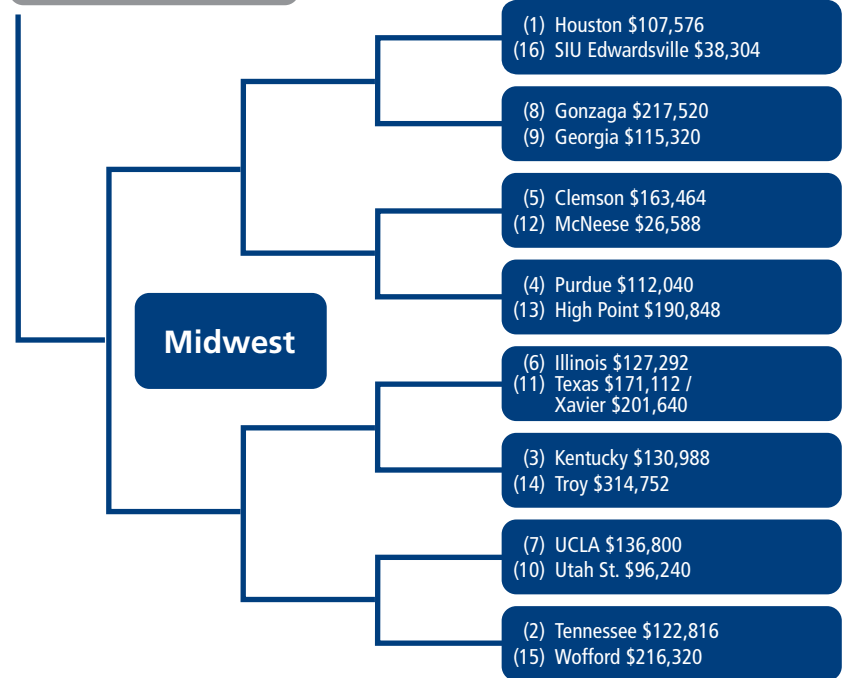 (1) Houston $107,576
(16) SIU Edwardsville $38,304
(8) Gonzaga $217,520
(9) Georgia $115,320
(5) Clemson $163,464
(12) McNeese $26,588
(4) Purdue $112,040
(13) High Point $190,848
Midwest
(6) Illinois $127,292
(11) Texas $171,112 /
Xavier $201,640
(3) Kentucky $130,988
(14) Troy $314,752
(7) UCLA $136,800
(10) Utah St. $96,240
(2) Tennessee $122,816
(15) Wofford $216,320